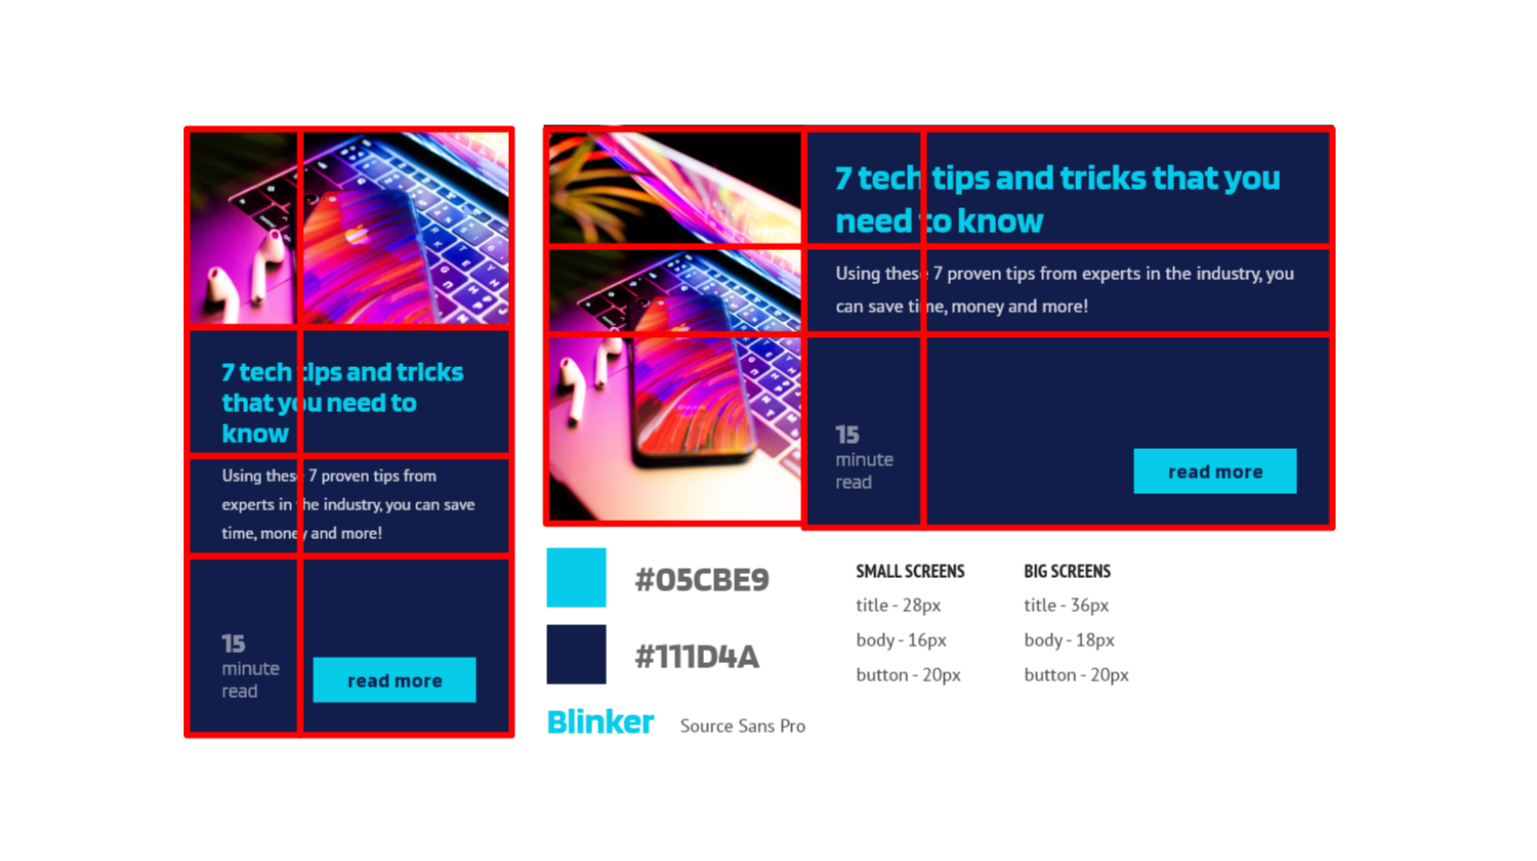 7 tech tips and tricks
that you need to
know
Using these 7 proven tips from
experts in the industry, you can save
time, money and more!
15
minute
read
read more
7 tech tips and tricks that you
need to know
Using these 7 proven tips from experts in the industry, you
can save time, money and more!
15
minute
read
read more
#05CBE9
#111D4A
Blinker Source Sans Pro
SMALL SCREENS
title - 28px
body - 16px
button - 20px
BIG SCREENS
title - 36px
body - 18px
button - 20px